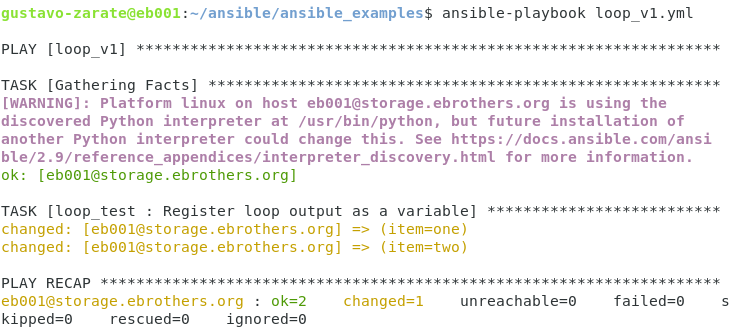 gustavo-zarate@eb001:~/ansible/ansible_examples$ ansible-playbook loop_v1.yml
PLAY [loop_v1] *****************************************************************
TASK [Gathering Facts] *********************************************************
[WARNING]: Platform linux on host eb001@storage.ebrothers.org is using the
discovered Python interpreter at /usr/bin/python, but future installation of
another Python interpreter could change this. See https://docs.ansible.com/ansi
ble/2.9/reference_appendices/interpreter_discovery.html for more information.
ok: [eb001@storage.ebrothers.org]
TASK [loop_test : Register loop output as a variable] **************************
changed: [eb001@storage.ebrothers.org] => (item=one)
changed: [eb001@storage.ebrothers.org] => (item=two)
PLAY RECAP *********************************************************************
eb001@storage.ebrothers.org : ok=2    changed=1    unreachable=0    failed=0    s
kipped=0    rescued=0    ignored=0